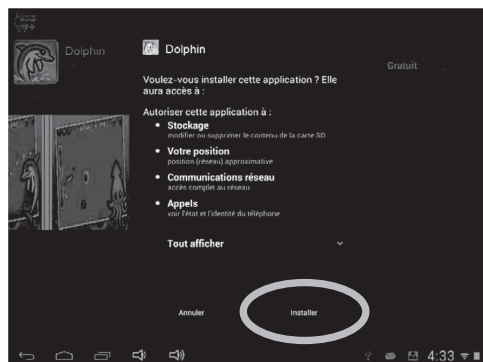 Dolphin
Dolphin
Gratuit
Voulez-vous installer cette application ? Elle
aura accès à :
Autoriser cette application à :
• Stockage
modifier ou supprimer le contenu de la carte SD
• Votre position
position (réseau) approximative
• Communications réseau
accès complet au réseau
• Appels
voir l'état et l'identité du téléphone
Tout afficher
Annuler
Installer
4:33